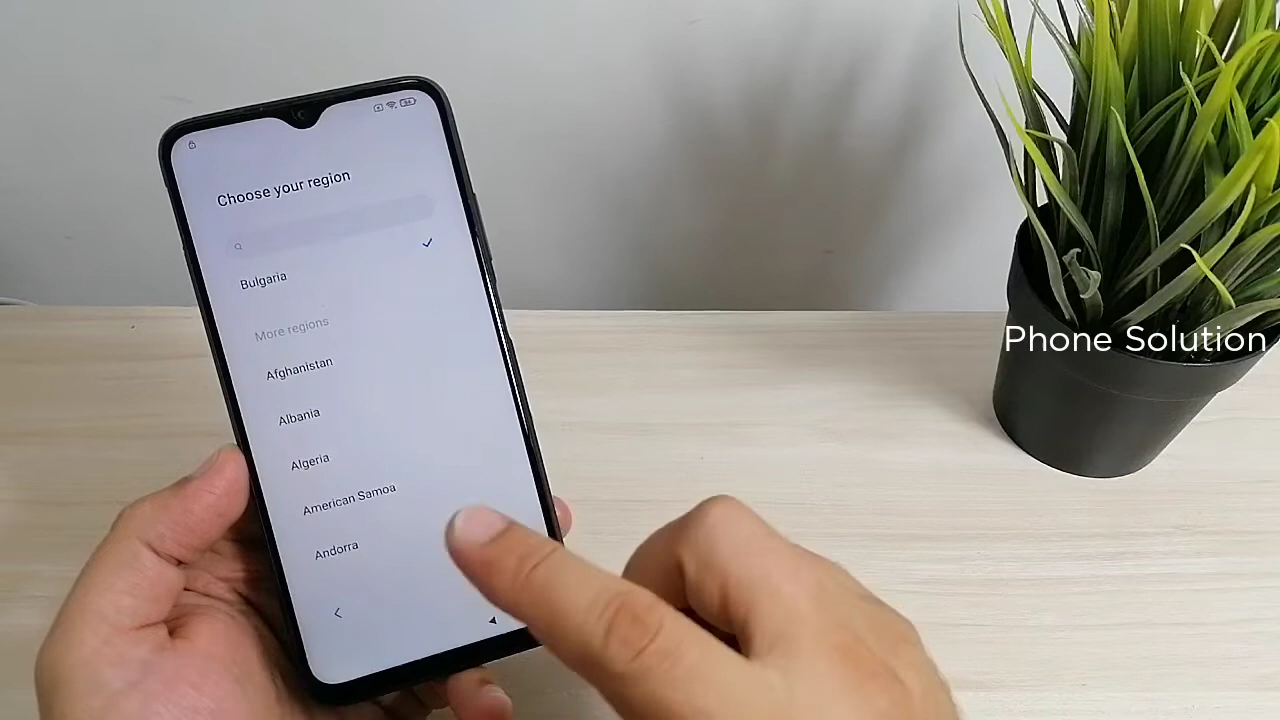 Choose your region
Bulgaria
More regions
Afghanistan
Albania
Algeria
American Samoa
Andorra
Phone Solution